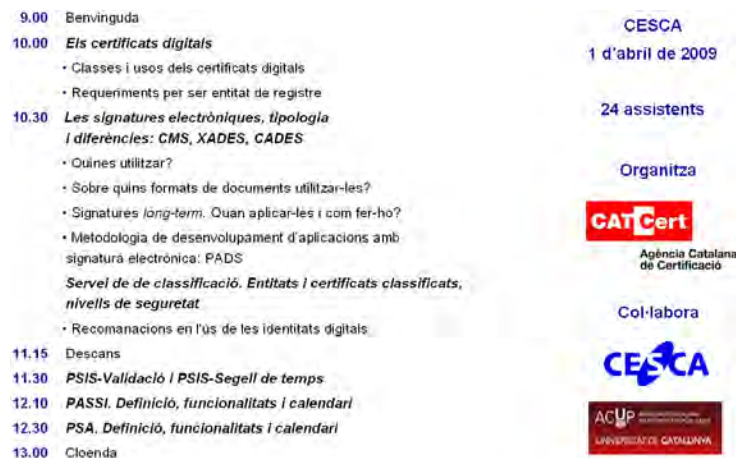 9.00 Benvinguda
10.00 Els certificats digitals
• Classes i usos dels certificats digitals
• Requeriments per ser entitat de registre
10.30 Les signatures electròniques, tipologia
i diferències: CMS, XADES, CADES
• Quines utilitzar?
• Sobre quins formats de documents utilitzar-les?
• Signatures long-term. Quan aplicar-les i com fer-ho?
• Metodologia de desenvolupament d'aplicacions amb
signatura electrònica: PADS
Servei de de classificació. Entitats i certificats classificats,
nivells de seguretat
• Recomanacions en l'ús de les identitats digitals
11.15 Descans
11.30 PSIS-Validació i PSIS-Segell de temps
12.10 PASSI. Definició, funcionalitats i calendari
12.30 PSA. Definició, funcionalitats i calendari
13.00 Cloenda
CESCA
1 d'abril de 2009
24 assistents
Organitza
CATCert
Agència Catalana
de Certificació
Col·labora
CESCA
ACUP
UNIVERSITAT DE CATALUNYA